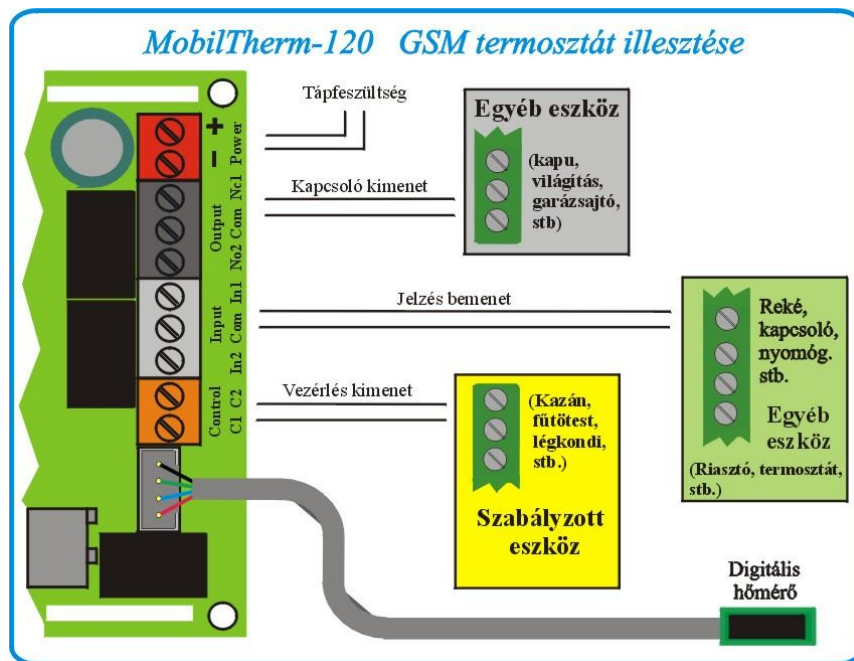 MobilTherm-120 GSM termosztát illesztése
Tápfeszültség
+
−
Power
Nc1
Com
No2
Output
In1
Com
In2
Input
C2
C1
Control
Kapcsoló kimenet
Egyéb eszköz
(kapu,
világítás,
garázsajtó,
stb)
Jelzés bemenet
Reké,
kapcsoló,
nyomóg.
stb.
Egyéb
eszköz
(Riasztó, termosztát,
stb.)
Vezérlés kimenet
(Kazán,
fűtötest,
légkondi,
stb.)
Szabályzott
eszköz
Digitális
hőmérő